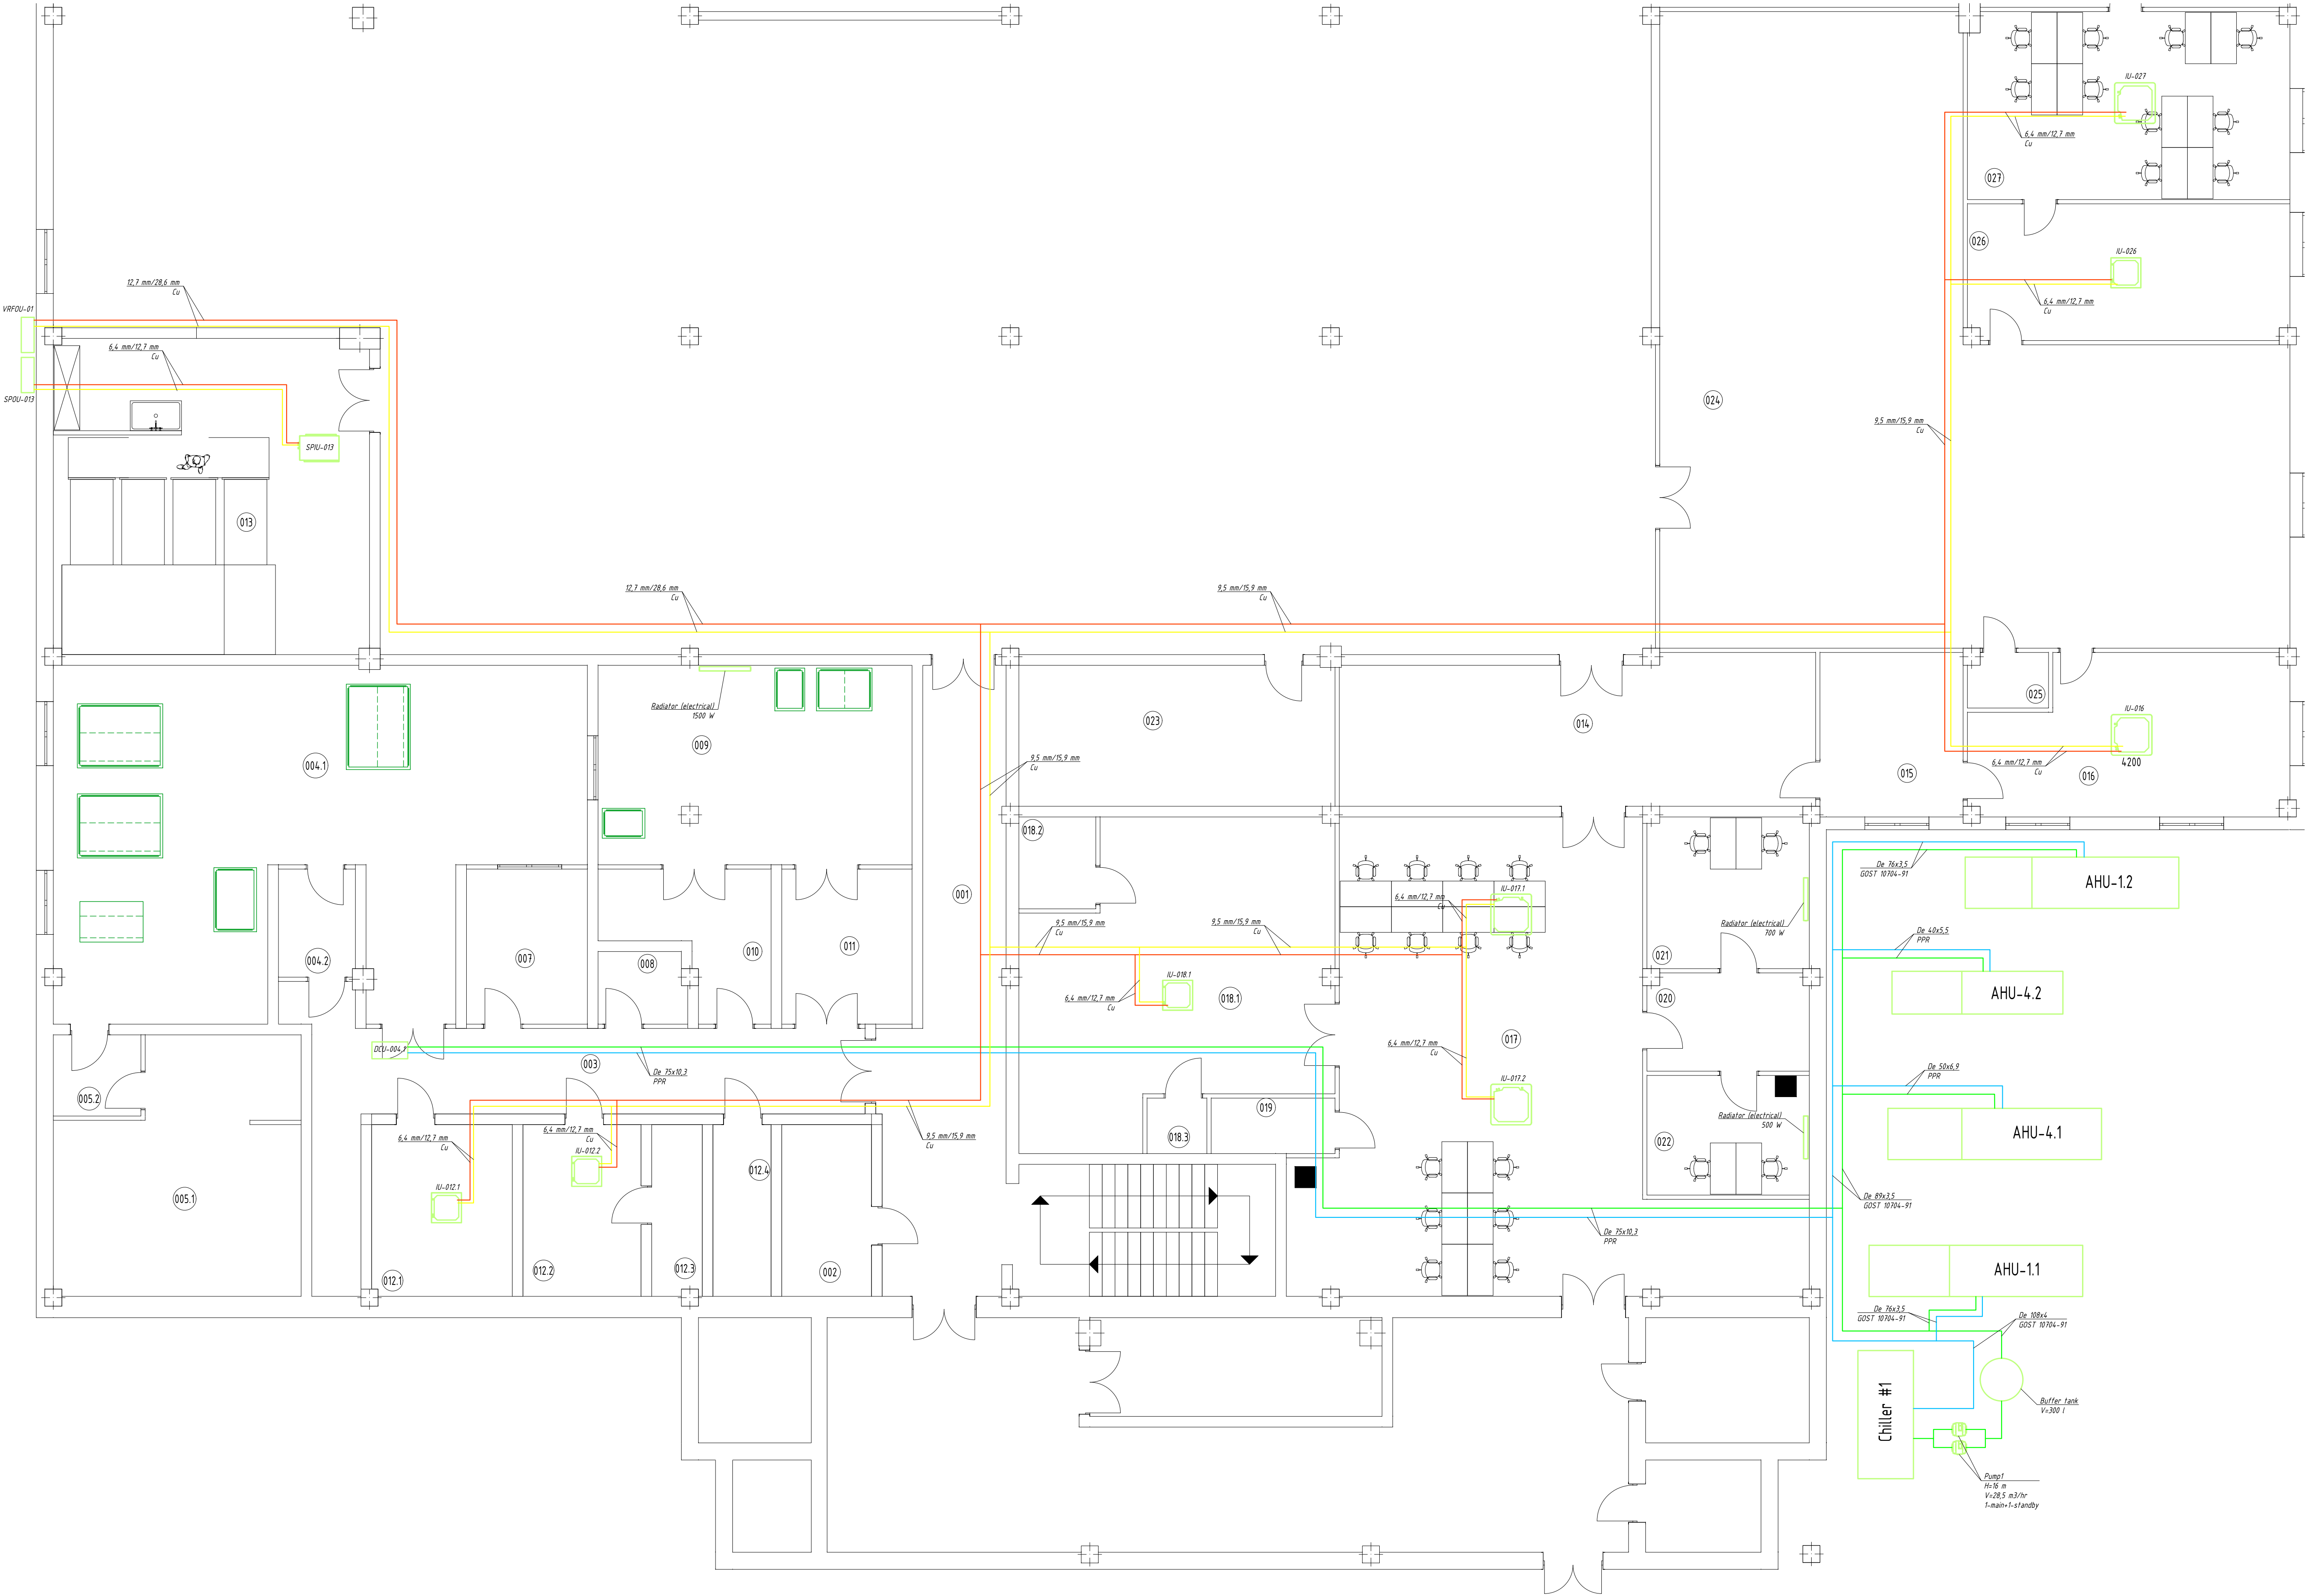 IU-027
6,4 mm/12,7 mm
Cu
027
026
IU-026
6,4 mm/12,7 mm
Cu
12,7 mm/28,6 mm
Cu
VRFOU-01
6,4 mm/12,7 mm
Cu
SPOU-013
024
9,5 mm/15,9 mm
Cu
SPIU-013
013
12,7 mm/28,6 mm
Cu
9,5 mm/15,9 mm
Cu
Radiator (electrical)
1500 W
025
IU-016
023
014
009
004.1
9,5 mm/15,9 mm
Cu
6,4 mm/12,7 mm
Cu
4200
015
016
018.2
AHU-1.2
De 76x3,5
GOST 10704-91
001
IU-017.1
6,4 mm/12,7 mm
Cu
9,5 mm/15,9 mm
Cu
9,5 mm/15,9 mm
Cu
Radiator (electrical)
700 W
De 40x5,5
PPR
004.2
007
008
010
011
021
IU-018.1
018.1
6,4 mm/12,7 mm
Cu
020
AHU-4.2
017
6,4 mm/12,7 mm
Cu
DCU-004.1
003
De 75x10,3
PPR
De 50x6,9
PPR
IU-017.2
005.2
019
Radiator (electrical)
500 W
6,4 mm/12,7 mm
Cu
6,4 mm/12,7 mm
Cu
9,5 mm/15,9 mm
Cu
018.3
022
AHU-4.1
IU-012.2
012.4
IU-012.1
005.1
De 89x3,5
GOST 10704-91
De 75x10,3
PPR
012.1
012.2
012.3
002
AHU-1.1
De 76x3,5
GOST 10704-91
De 108x4
GOST 10704-91
Chiller #1
Buffer tank
V=300 l
Pump1
H=16 m
V=28,5 m3/hr
1-main+1-standby